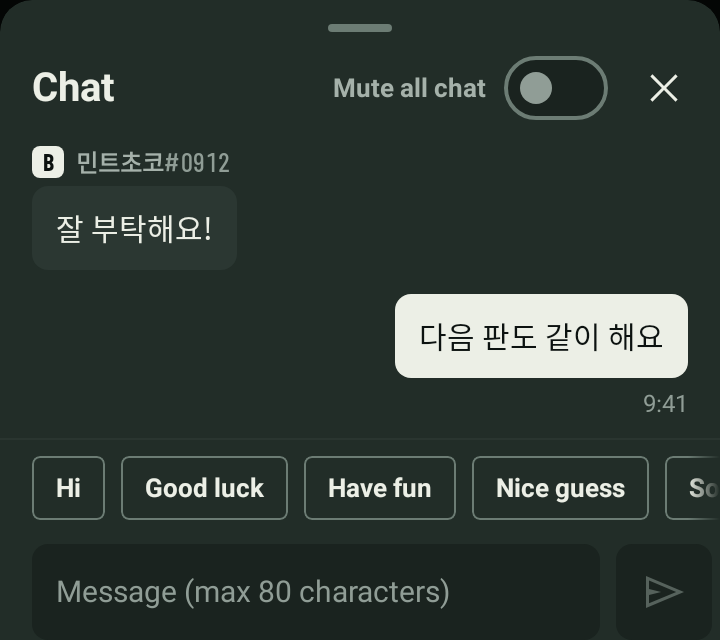 Chat
Mute all chat
B 민트초코#0912
잘 부탁해요!
다음 판도 같이 해요
9:41
Hi
Good luck
Have fun
Nice guess
Message (max 80 characters)